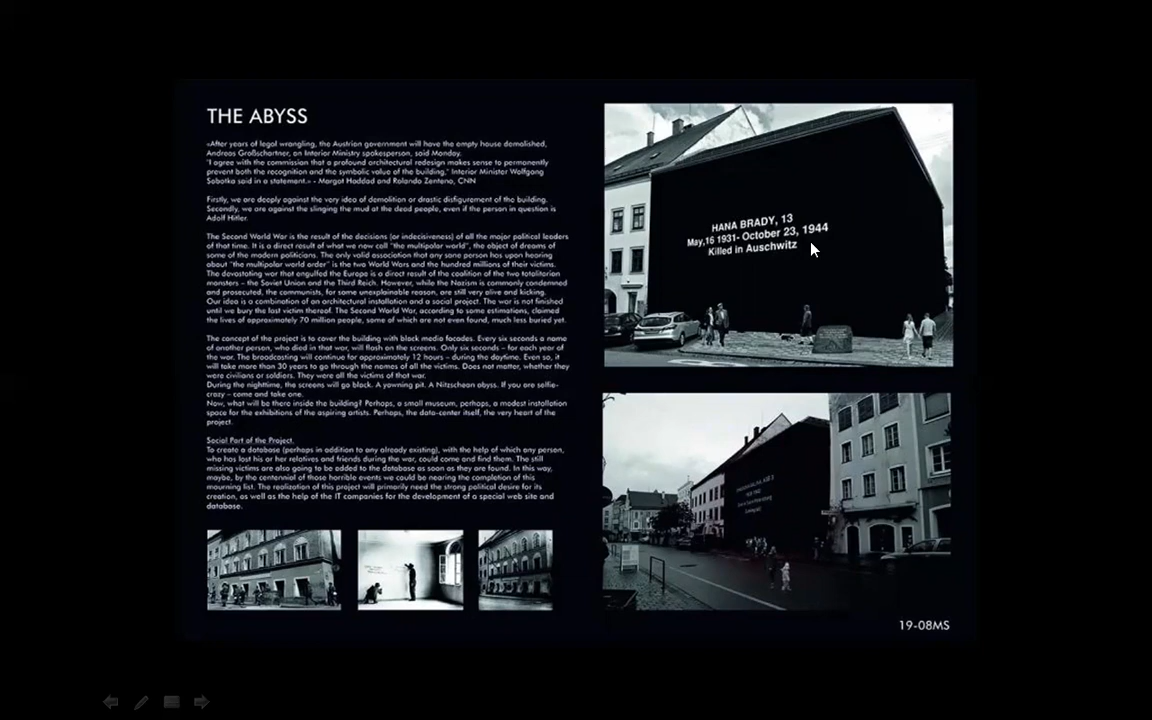 THE ABYSS
«After years of legal wrangling, the Austrian government will have the empty house demolished,
Andreas Großschartner, an Interior Ministry spokesperson, said Monday.
"I agree with the commission that a profound architectural redesign makes sense to permanently
prevent both the recognition and the symbolic value of the building," Interior Minister Wolfgang
Sobotka said in a statement.» - Margot Haddad and Rolando Zenteno, CNN
Firstly, we are deeply against the very idea of demolition or drastic disfigurement of the building.
Secondly, we are against the slinging the mud at the dead people, even if the person in question is
Adolf Hitler.
The Second World War is the result of the decisions (or indecisiveness) of all the major political leaders
of that time. It is a direct result of what we now call "the multipolar world", the object of dreams of
some of the modern politicians. The only valid association that any sane person has upon hearing
about "the multipolar world order" is the two World Wars and the hundred millions of their victims.
The devastating war that engulfed the Europe is a direct result of the coalition of the two totalitarian
monsters – the Soviet Union and the Third Reich. However, while the Nazism is commonly condemned
and prosecuted, the communists, for some unexplainable reason, are still very alive and kicking.
Our idea is a combination of an architectural installation and a social project. The war is not finished
until we bury the last victim thereof. The Second World War, according to some estimations, claimed
the lives of approximately 70 million people, some of which are not even found, much less buried yet.
The concept of the project is to cover the building with black media facades. Every six seconds a name
of another person, who died in that war, will flash on the screens. Only six seconds – for each year of
the war. The broadcasting will continue for approximately 12 hours – during the daytime. Even so, it
will take more than 30 years to go through the names of all the victims. Does not matter, whether they
were civilians or soldiers. They were all the victims of that war.
During the nighttime, the screens will go black. A yawning pit. A Nitzschean abyss. If you are selfie-
crazy – come and take one.
Now, what will be there inside the building? Perhaps, a small museum, perhaps, a modest installation
space for the exhibitions of the aspiring artists. Perhaps, the data-center itself, the very heart of the
project.
Social Part of the Project.
To create a database (perhaps in addition to any already existing), with the help of which any person,
who has lost his or her relatives and friends during the war, could come and find them. The still
missing victims are also going to be added to the database as soon as they are found. In this way,
maybe, by the centennial of those horrible events we could be nearing the completion of this
mourning list. The realization of this project will primarily need the strong political desire for its
creation, as well as the help of the IT companies for the development of a special web site and
database.
HANA BRADY, 13
May,16 1931- October 23, 1944
Killed in Auschwitz
19-08MS